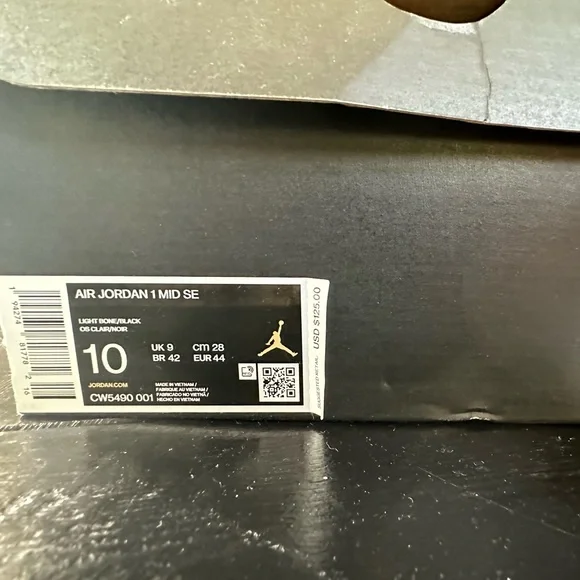 AIR JORDAN 1 MID SE
LIGHT BONE/BLACK
OS CLAIR/NOIR
10
UK 9 CM 28
BR 42 EUR 44
JORDAN.COM
CW5490 001
MADE IN VIETNAM /
FABRIQUE AU VIETNAM /
FABRICADO NO VIETNÃ /
HECHO EN VIETNAM
SUGGESTED RETAIL:
USD $125.00